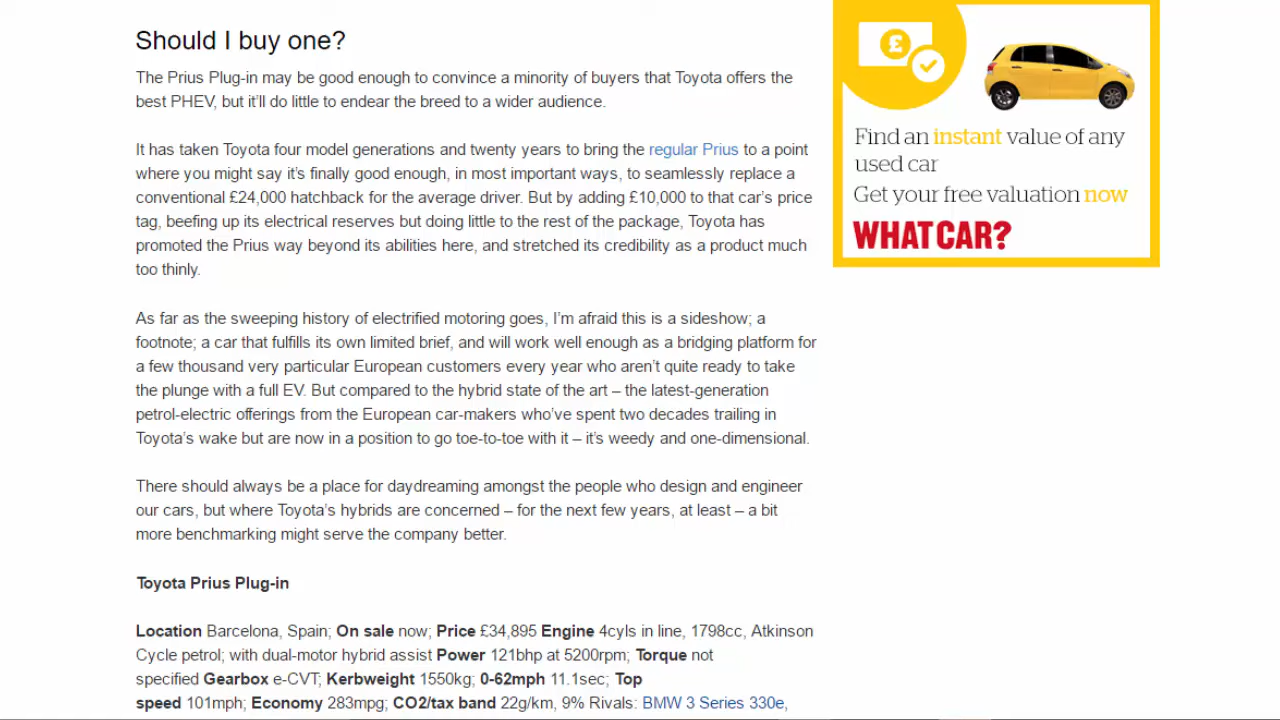 Should I buy one?
The Prius Plug-in may be good enough to convince a minority of buyers that Toyota offers the
best PHEV, but it'll do little to endear the breed to a wider audience.
It has taken Toyota four model generations and twenty years to bring the regular Prius to a point
where you might say it's finally good enough, in most important ways, to seamlessly replace a
conventional £24,000 hatchback for the average driver. But by adding £10,000 to that car's price
tag, beefing up its electrical reserves but doing little to the rest of the package, Toyota has
promoted the Prius way beyond its abilities here, and stretched its credibility as a product much
too thinly.
As far as the sweeping history of electrified motoring goes, I'm afraid this is a sideshow; a
footnote; a car that fulfills its own limited brief, and will work well enough as a bridging platform for
a few thousand very particular European customers every year who aren't quite ready to take
the plunge with a full EV. But compared to the hybrid state of the art – the latest-generation
petrol-electric offerings from the European car-makers who've spent two decades trailing in
Toyota's wake but are now in a position to go toe-to-toe with it – it's weedy and one-dimensional.
There should always be a place for daydreaming amongst the people who design and engineer
our cars, but where Toyota's hybrids are concerned – for the next few years, at least – a bit
more benchmarking might serve the company better.
Toyota Prius Plug-in
Location Barcelona, Spain; On sale now; Price £34,895 Engine 4cyls in line, 1798cc, Atkinson
Cycle petrol; with dual-motor hybrid assist Power 121bhp at 5200rpm; Torque not
specified Gearbox e-CVT; Kerbweight 1550kg; 0-62mph 11.1sec; Top
speed 101mph; Economy 283mpg; CO2/tax band 22g/km, 9% Rivals: BMW 3 Series 330e,
£
Find an instant value of any
used car
Get your free valuation now
WHAT CAR?